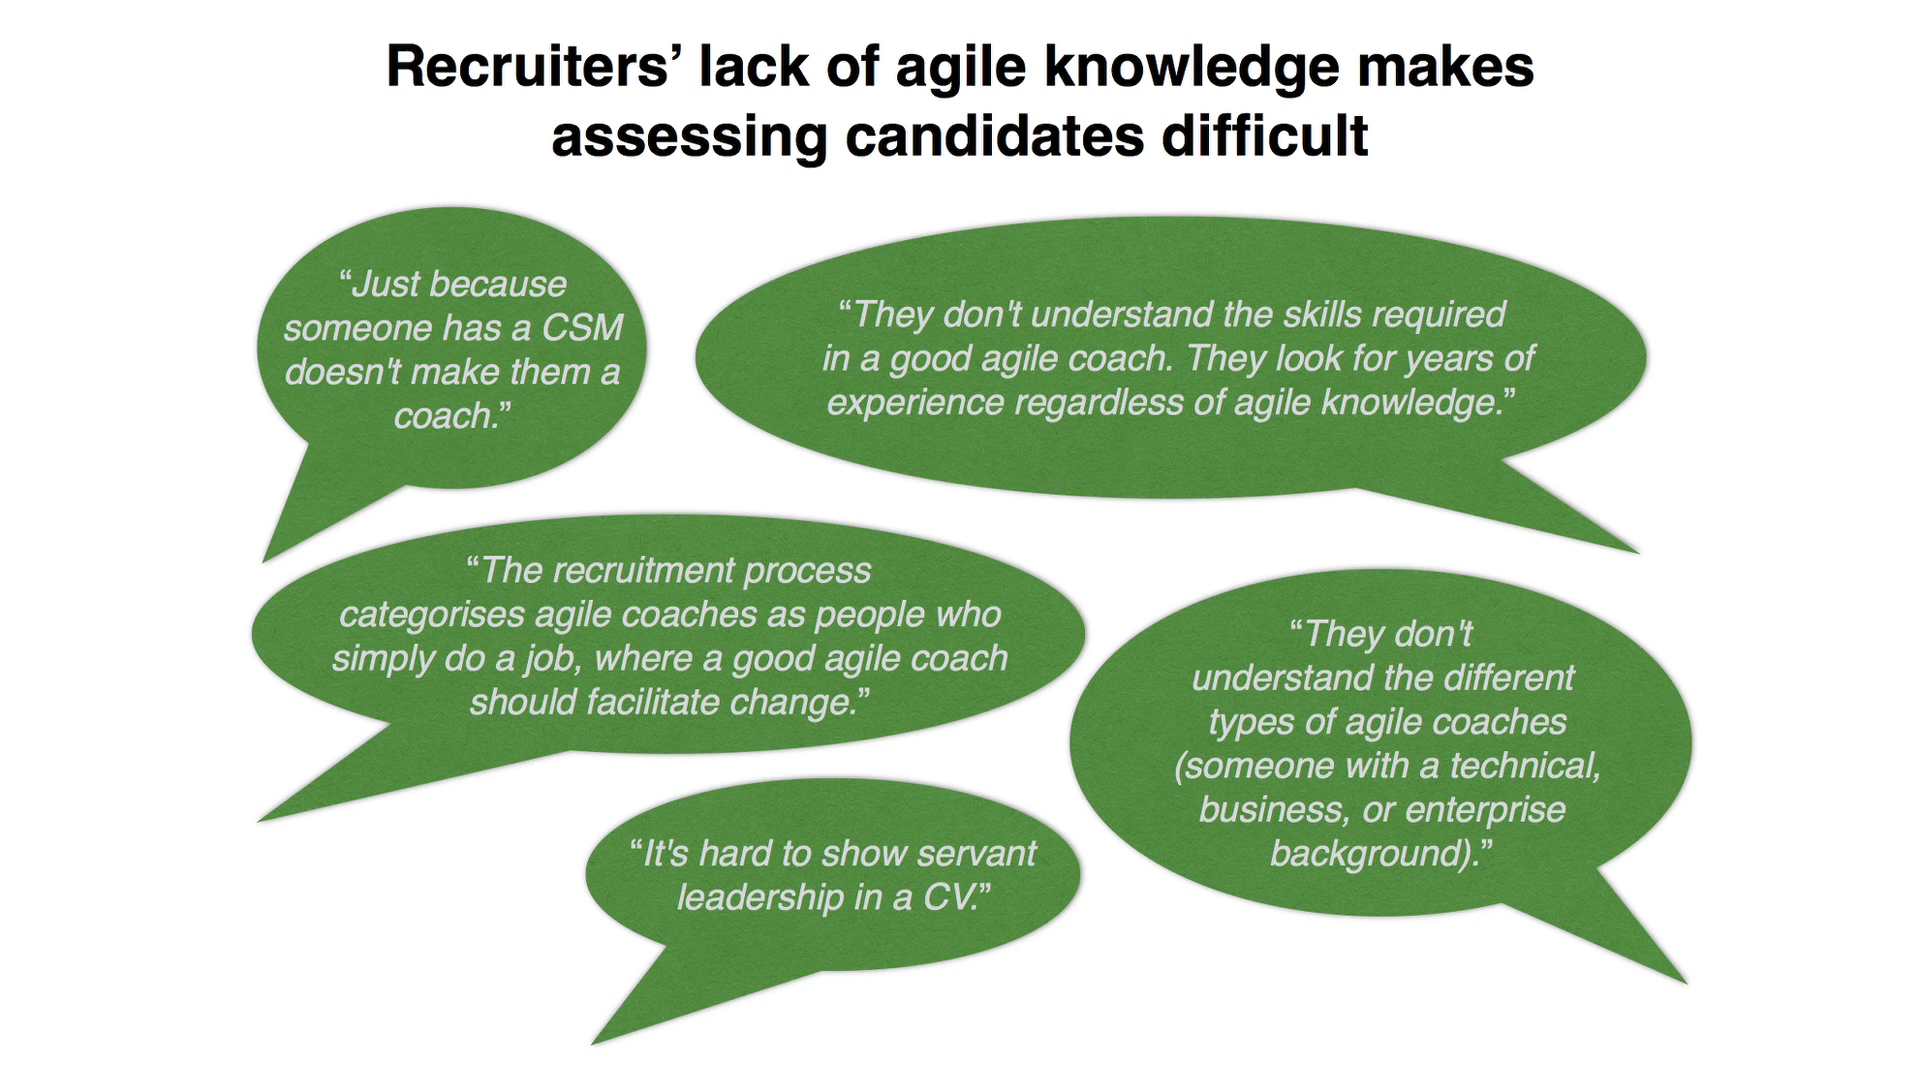 Recruiters’ lack of agile knowledge makes
assessing candidates difficult
“Just because
someone has a CSM
doesn't make them a
coach.”
“They don't understand the skills required
in a good agile coach. They look for years of
experience regardless of agile knowledge.”
“The recruitment process
categorises agile coaches as people who
simply do a job, where a good agile coach
should facilitate change.”
“They don't
understand the different
types of agile coaches
(someone with a technical,
business, or enterprise
background).”
“It's hard to show servant
leadership in a CV.”